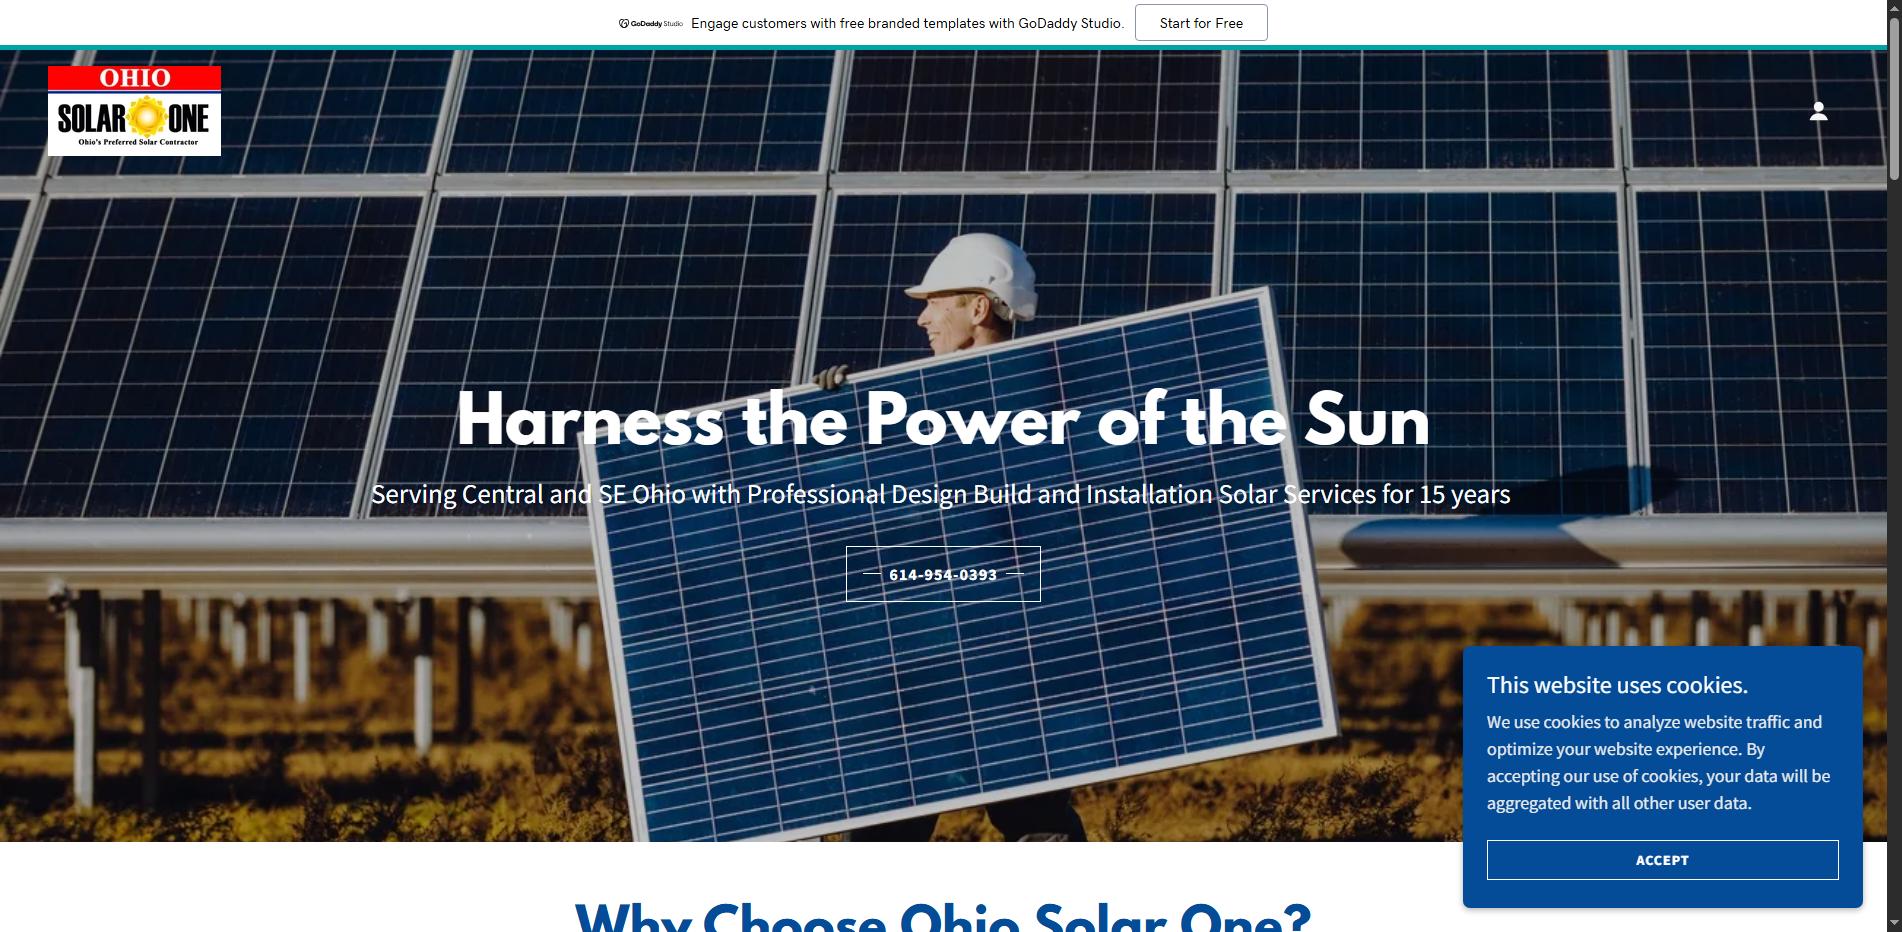 GoDaddy Studio Engage customers with free branded templates with GoDaddy Studio. Start for Free
OHIO
SOLAR ONE
Ohio's Preferred Solar Contractor
Harness the Power of the Sun
Serving Central and SE Ohio with Professional Design Build and Installation Solar Services for 15 years
614-954-0393
This website uses cookies.
We use cookies to analyze website traffic and
optimize your website experience. By
accepting our use of cookies, your data will be
aggregated with all other user data.
ACCEPT
Why Choose Ohio Solar One?